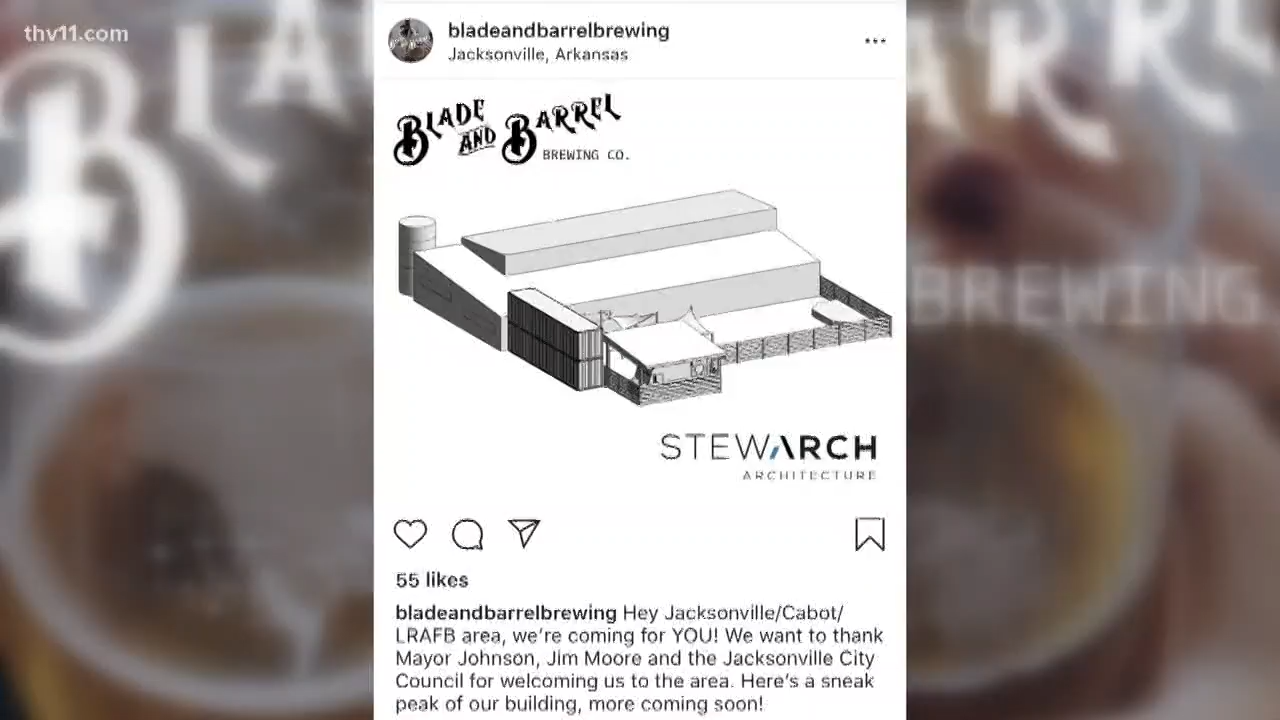 thv11.com
bladeandbarrelbrewing
Jacksonville, Arkansas
BLADE AND BARREL
BREWING CO.
STEWARCH
ARCHITECTURE
55 likes
bladeandbarrelbrewing Hey Jacksonville/Cabot/
LRAFB area, we're coming for YOU! We want to thank
Mayor Johnson, Jim Moore and the Jacksonville City
Council for welcoming us to the area. Here's a sneak
peak of our building, more coming soon!
BREWING